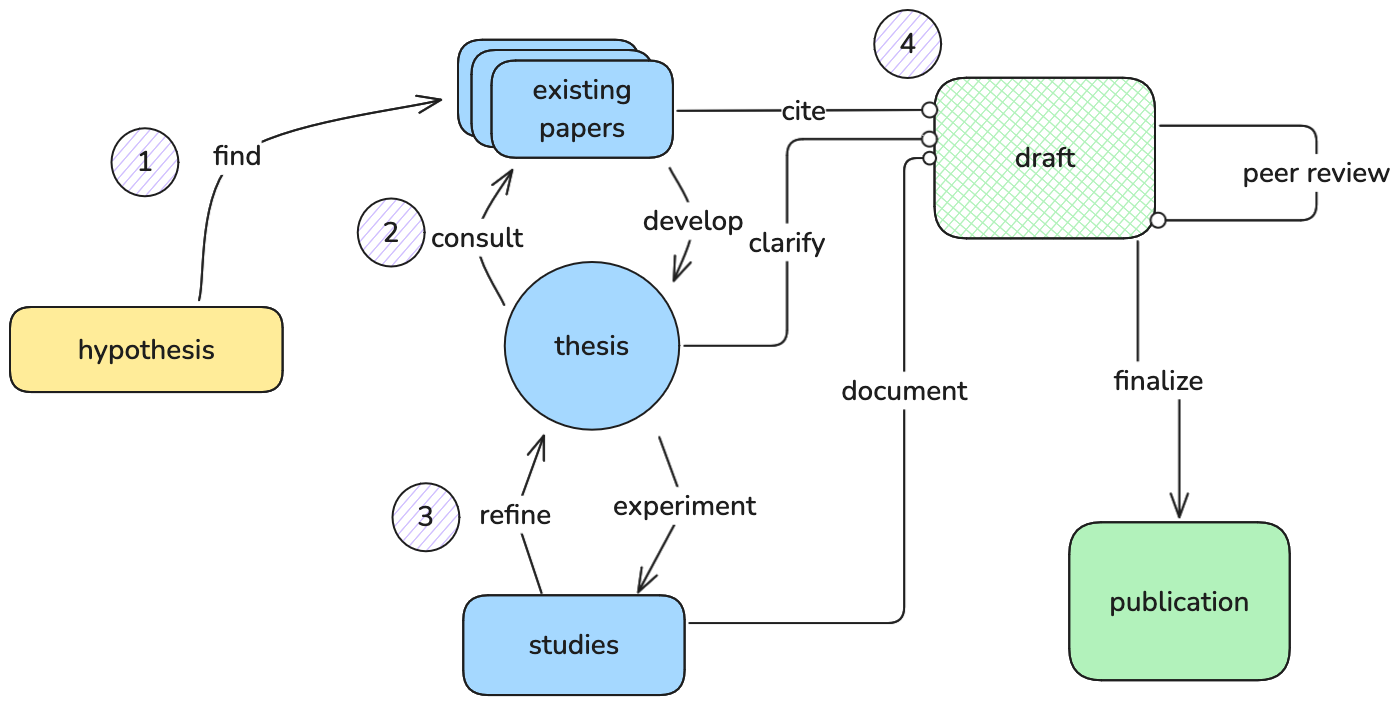 4
existing
papers
cite
1
find
draft
peer review
2
consult
develop
clarify
hypothesis
thesis
document
finalize
3
refine
experiment
studies
publication